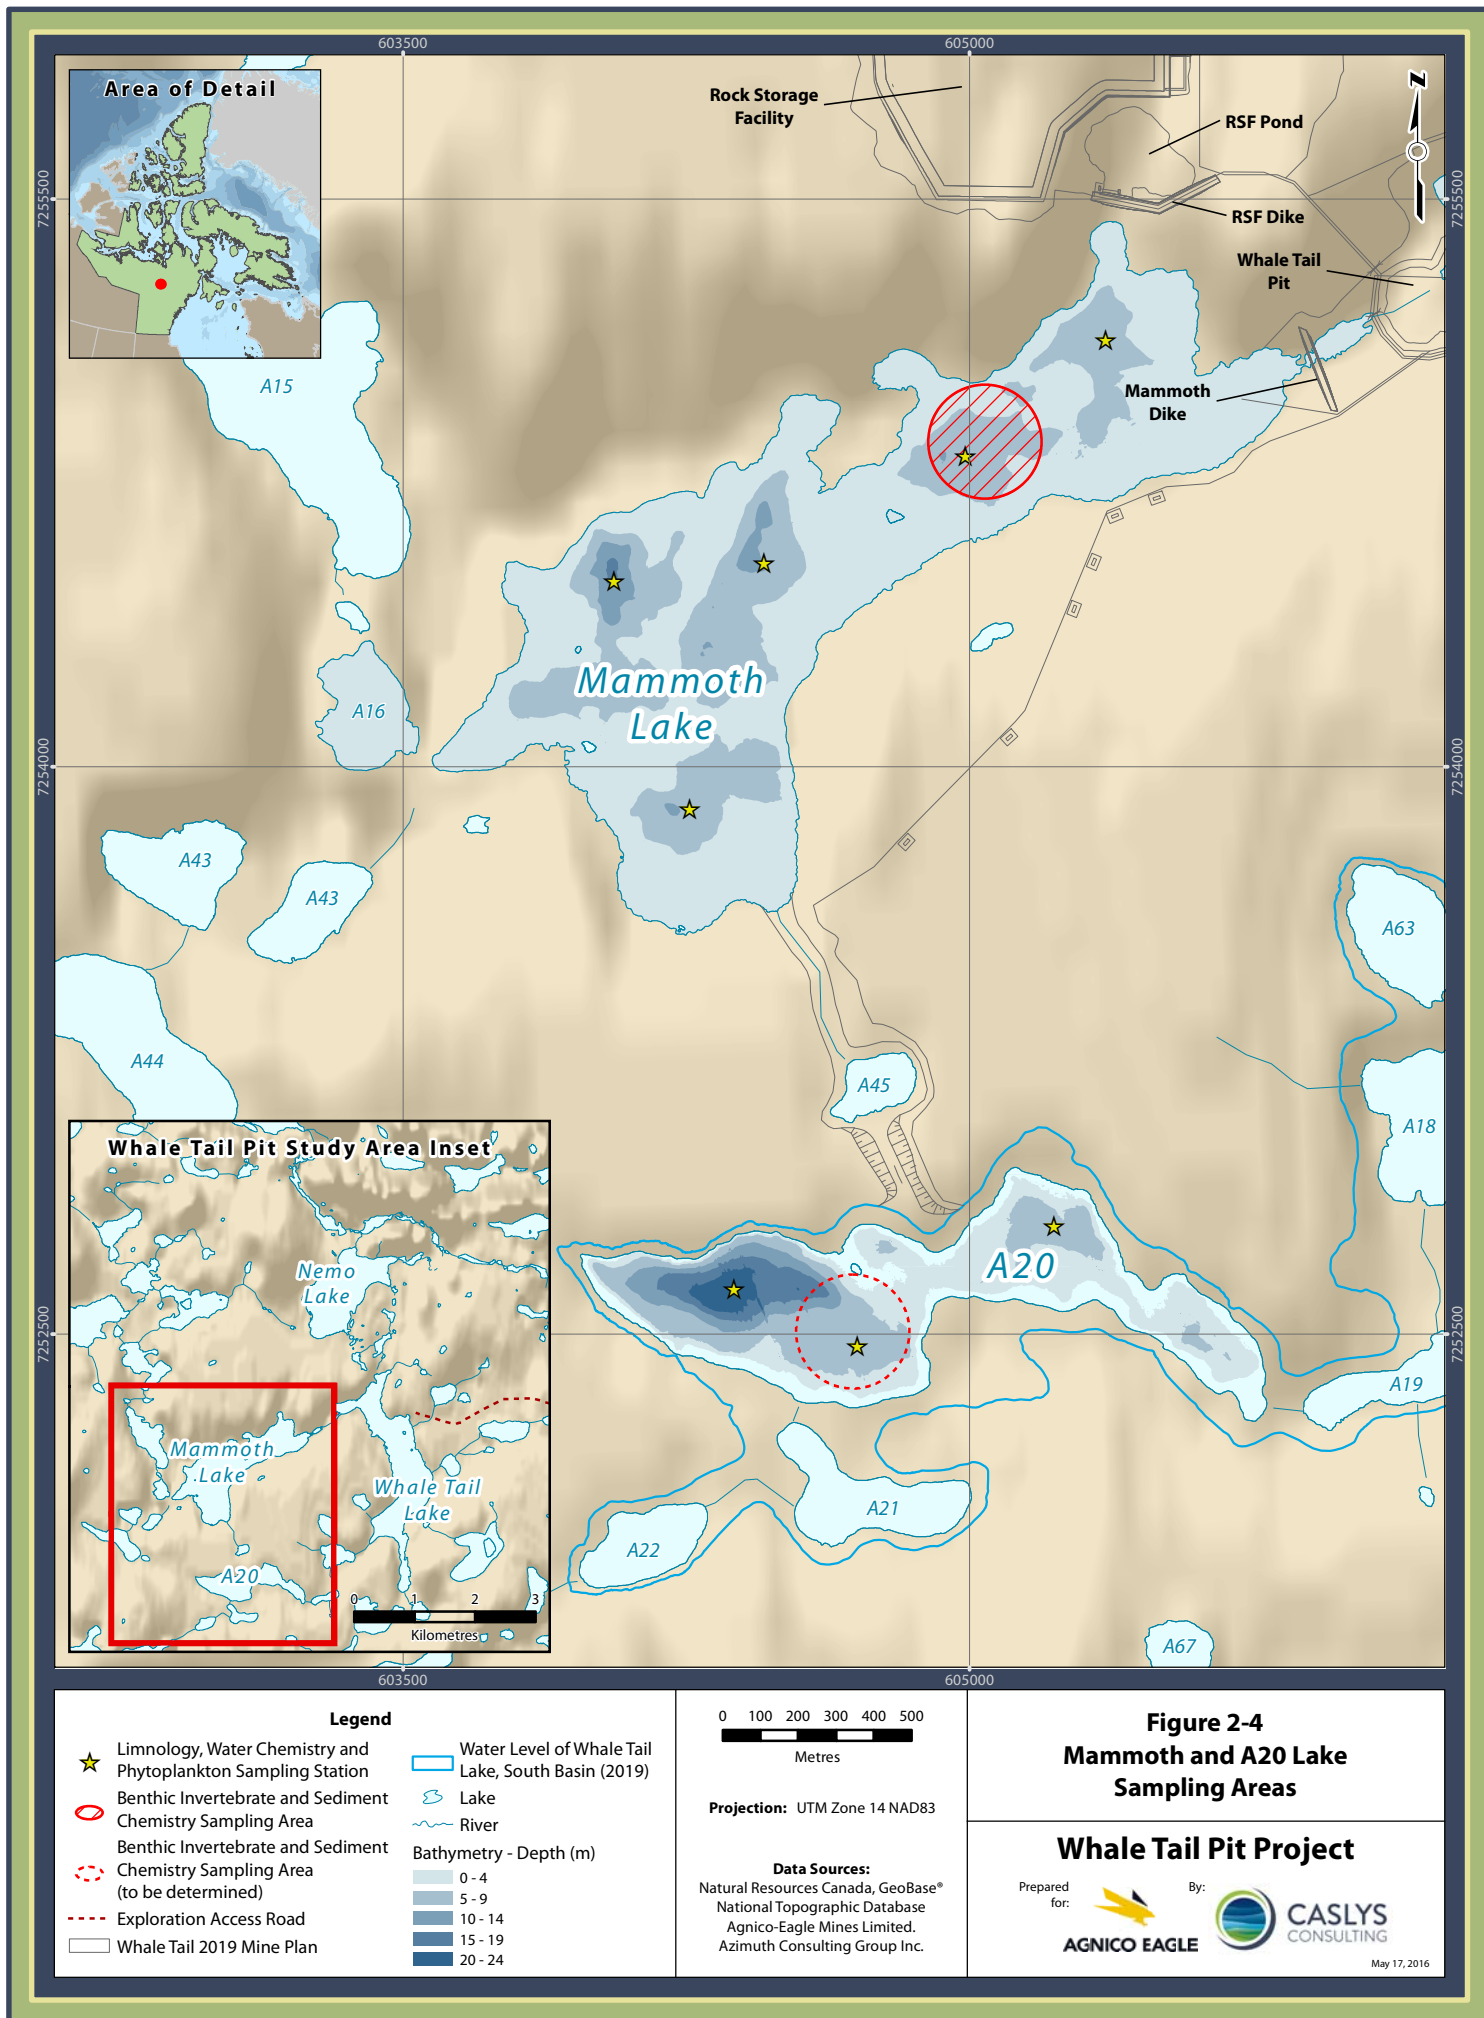 603500
605000
Area of Detail
Rock Storage
Facility
RSF Pond
N
7255500
7255500
RSF Dike
Whale Tail
Pit
A15
Mammoth
Dike
Mammoth
Lake
A16
7254000
7254000
A43
A43
A63
A44
A45
A18
Whale Tail Pit Study Area Inset
Nemo
Lake
A20
7252500
7252500
A19
Mammoth
Lake
Whale Tail
Lake
A21
A22
A20
0 1 2 3
Kilometres
A67
603500
605000
Legend
Limnology, Water Chemistry and
Phytoplankton Sampling Station
Benthic Invertebrate and Sediment
Chemistry Sampling Area
Benthic Invertebrate and Sediment
Chemistry Sampling Area
(to be determined)
Exploration Access Road
Whale Tail 2019 Mine Plan
Water Level of Whale Tail
Lake, South Basin (2019)
Lake
River
Bathymetry - Depth (m)
0 - 4
5 - 9
10 - 14
15 - 19
20 - 24
0 100 200 300 400 500
Metres
Projection: UTM Zone 14 NAD83
Data Sources:
Natural Resources Canada, GeoBase®
National Topographic Database
Agnico-Eagle Mines Limited.
Azimuth Consulting Group Inc.
Figure 2-4
Mammoth and A20 Lake
Sampling Areas
Whale Tail Pit Project
Prepared
for:
AGNICO EAGLE
By:
CASLYS
CONSULTING
May 17, 2016